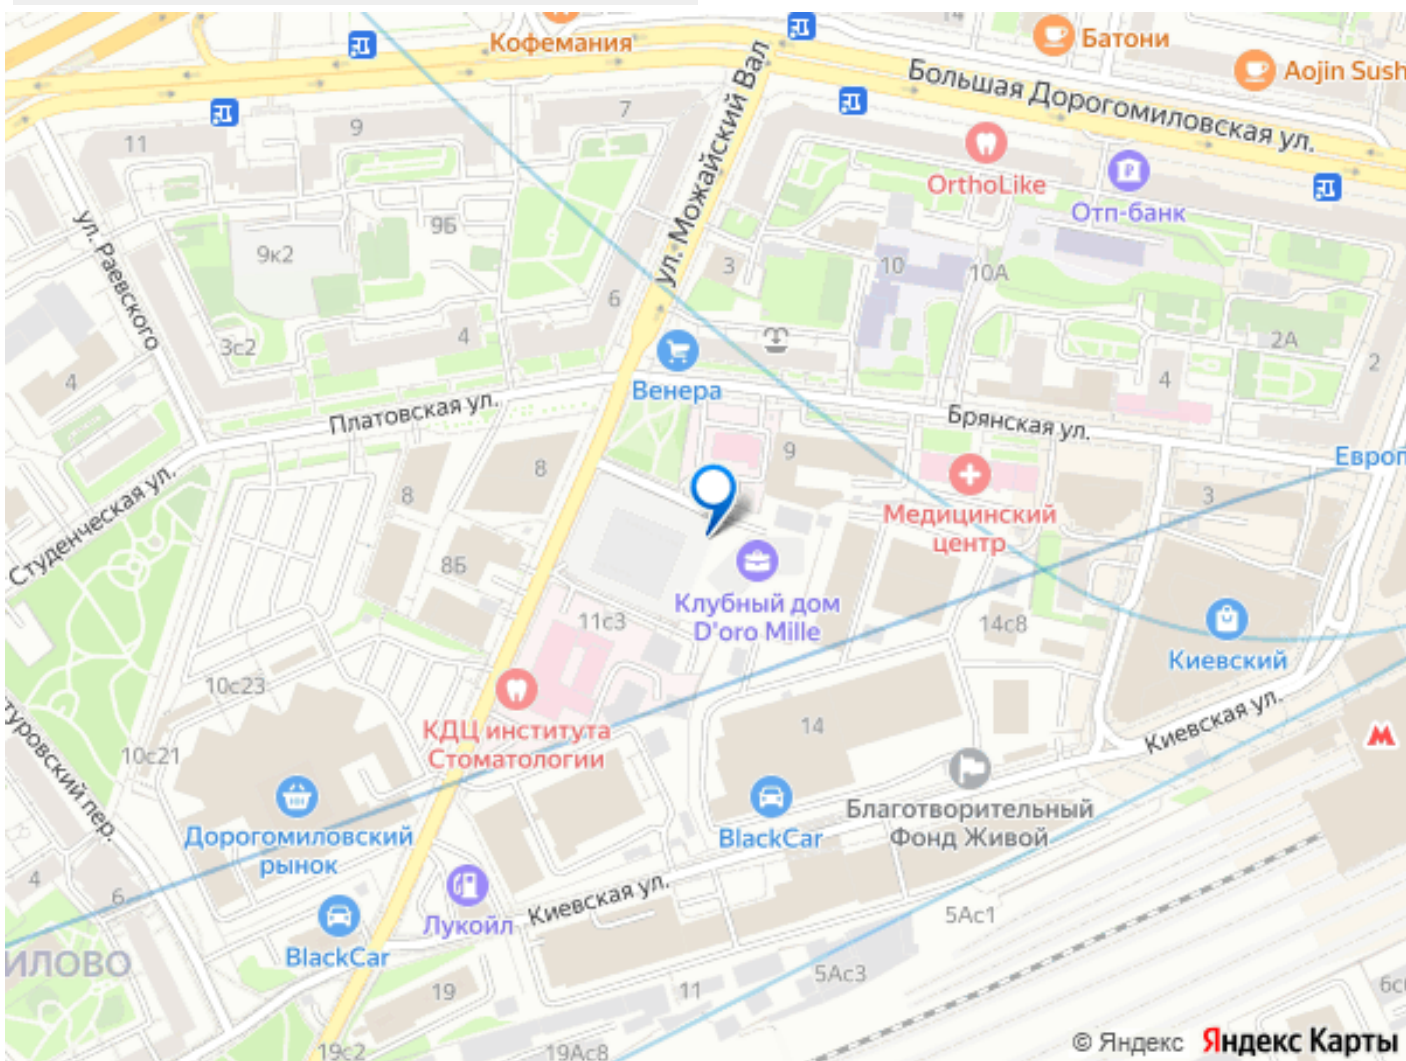 Кофемания
Батони
Aojin Sush
Большая Дорогомиловская ул.
ул. Можайский Вал
14
7
9
11
OrthoLike
Отп-банк
9Б
9к2
ул. Раевского
3
10
10А
6
4
3с2
2А
2
4
4
Венера
Платовская ул.
Брянская ул.
Европ
9
8
8
3
Студенческая ул.
Медицинский
центр
8Б
Клубный дом
D'oro Mille
11с3
14с8
Киевский
10с23
КДЦ института
Стоматологии
14
Киевская ул.
10с21
туровский пер.
Благотворительный
Фонд Живой
BlackCar
Дорогомиловский
рынок
4
6
Лукойл
Киевская ул.
5Ас1
BlackCar
ИЛОВО
5Ас3
19
11
6с
19с2
19Ас8
© Яндекс Яндекс Карты